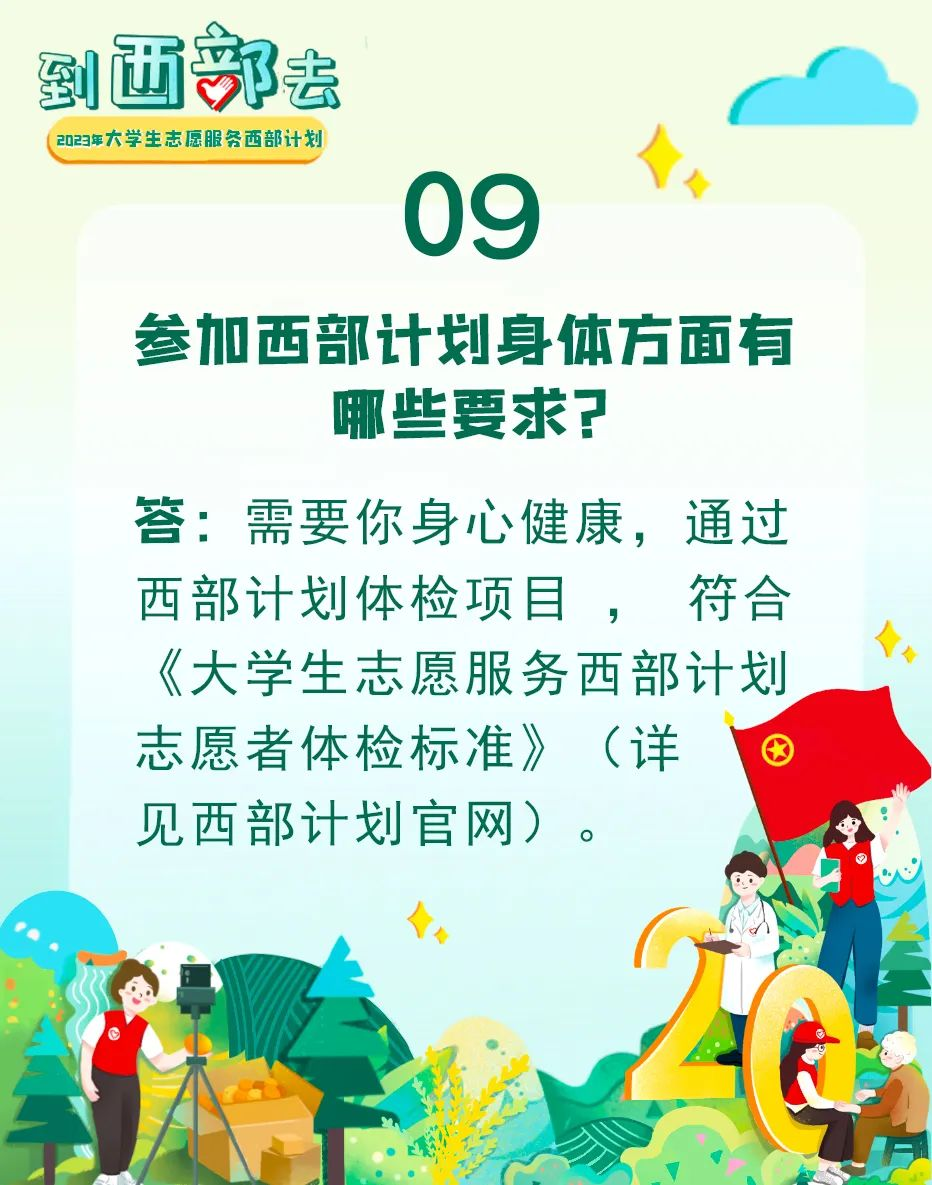 到西部去
2023年大学生志愿服务西部计划
09
参加西部计划身体方面有
哪些要求?
答：需要你身心健康，通过
西部计划体检项目 ， 符合
《大学生志愿服务西部计划
志愿者体检标准》（详
见西部计划官网）。
20